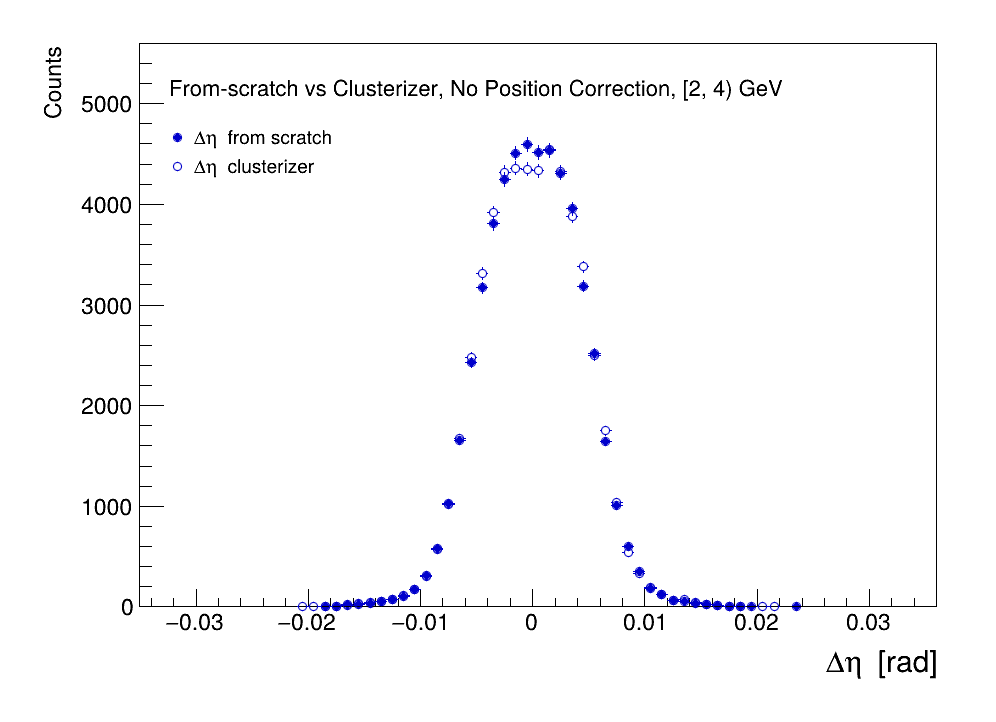 Counts
From-scratch vs Clusterizer, No Position Correction, [2, 4) GeV
Δη from scratch
Δη clusterizer
5000
4000
3000
2000
1000
0
−0.03 −0.02 −0.01 0 0.01 0.02 0.03
Δη [rad]